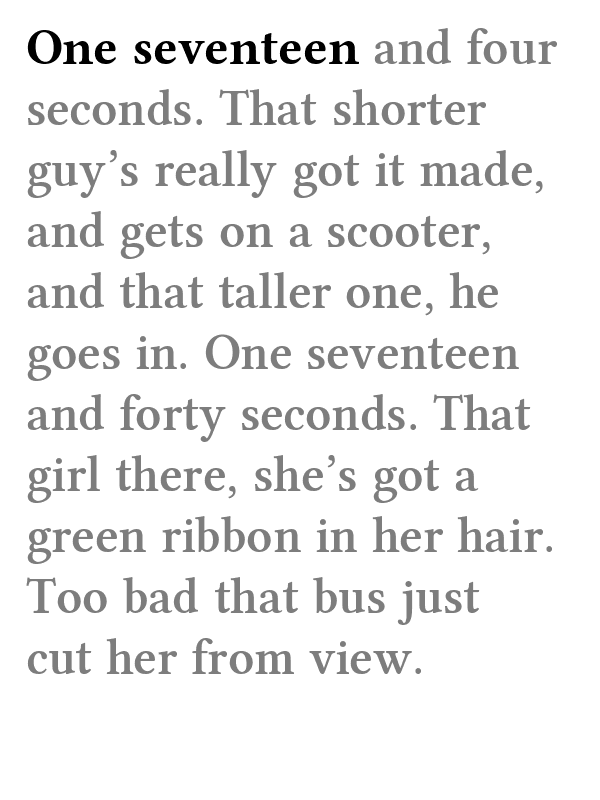 One seventeen and four
seconds. That shorter
guy’s really got it made,
and gets on a scooter,
and that taller one, he
goes in. One seventeen
and forty seconds. That
girl there, she’s got a
green ribbon in her hair.
Too bad that bus just
cut her from view.